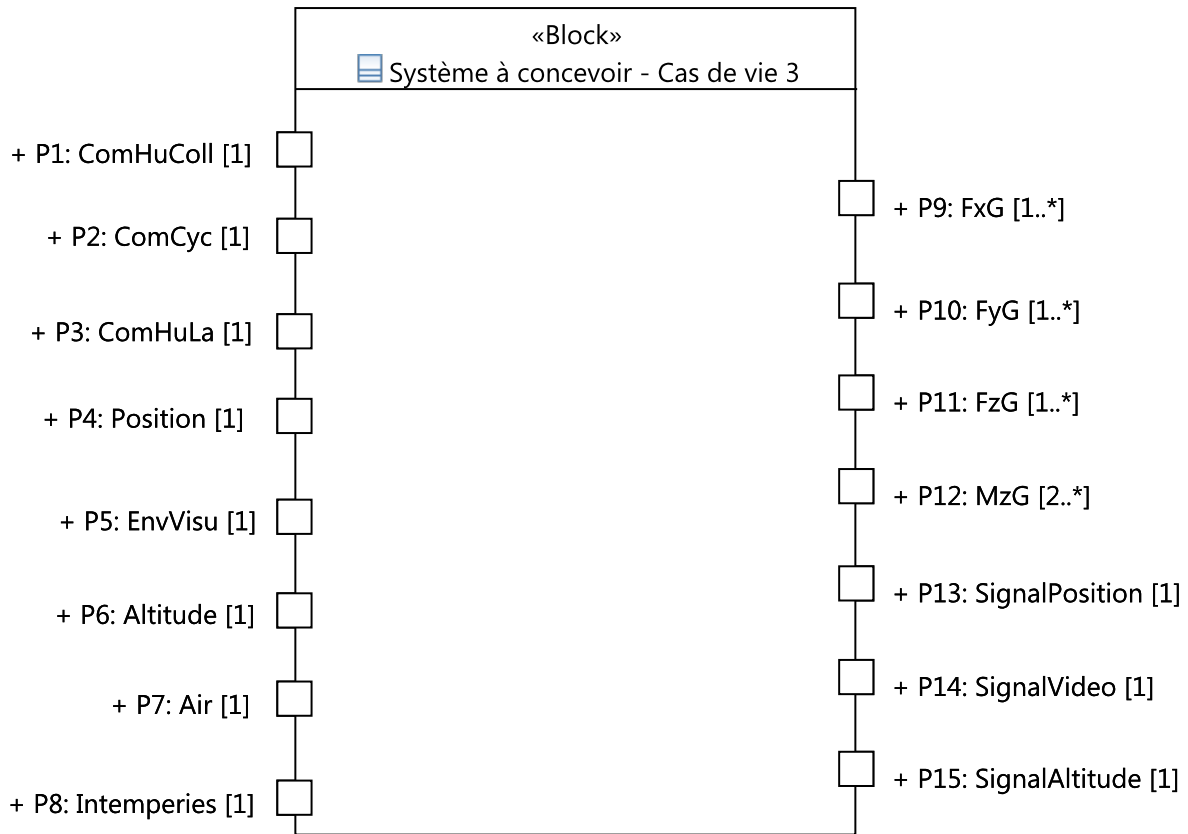 «Block»
Système à concevoir - Cas de vie 3
+ P1: ComHuColl [1]
+ P2: ComCyc [1]
+ P3: ComHuLa [1]
+ P4: Position [1]
+ P5: EnvVisu [1]
+ P6: Altitude [1]
+ P7: Air [1]
+ P8: Intemperies [1]
+ P9: FxG [1..*]
+ P10: FyG [1..*]
+ P11: FzG [1..*]
+ P12: MzG [2..*]
+ P13: SignalPosition [1]
+ P14: SignalVideo [1]
+ P15: SignalAltitude [1]